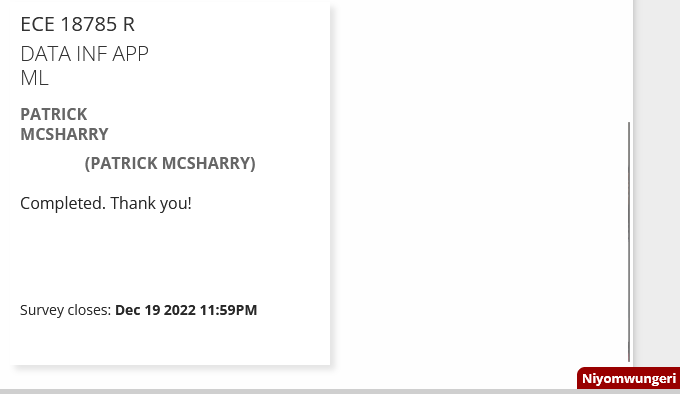 ECE 18785 R
DATA INF APP
ML
PATRICK
MCSHARRY
(PATRICK MCSHARRY)
Completed. Thank you!
Survey closes: Dec 19 2022 11:59PM
Niyomwungeri